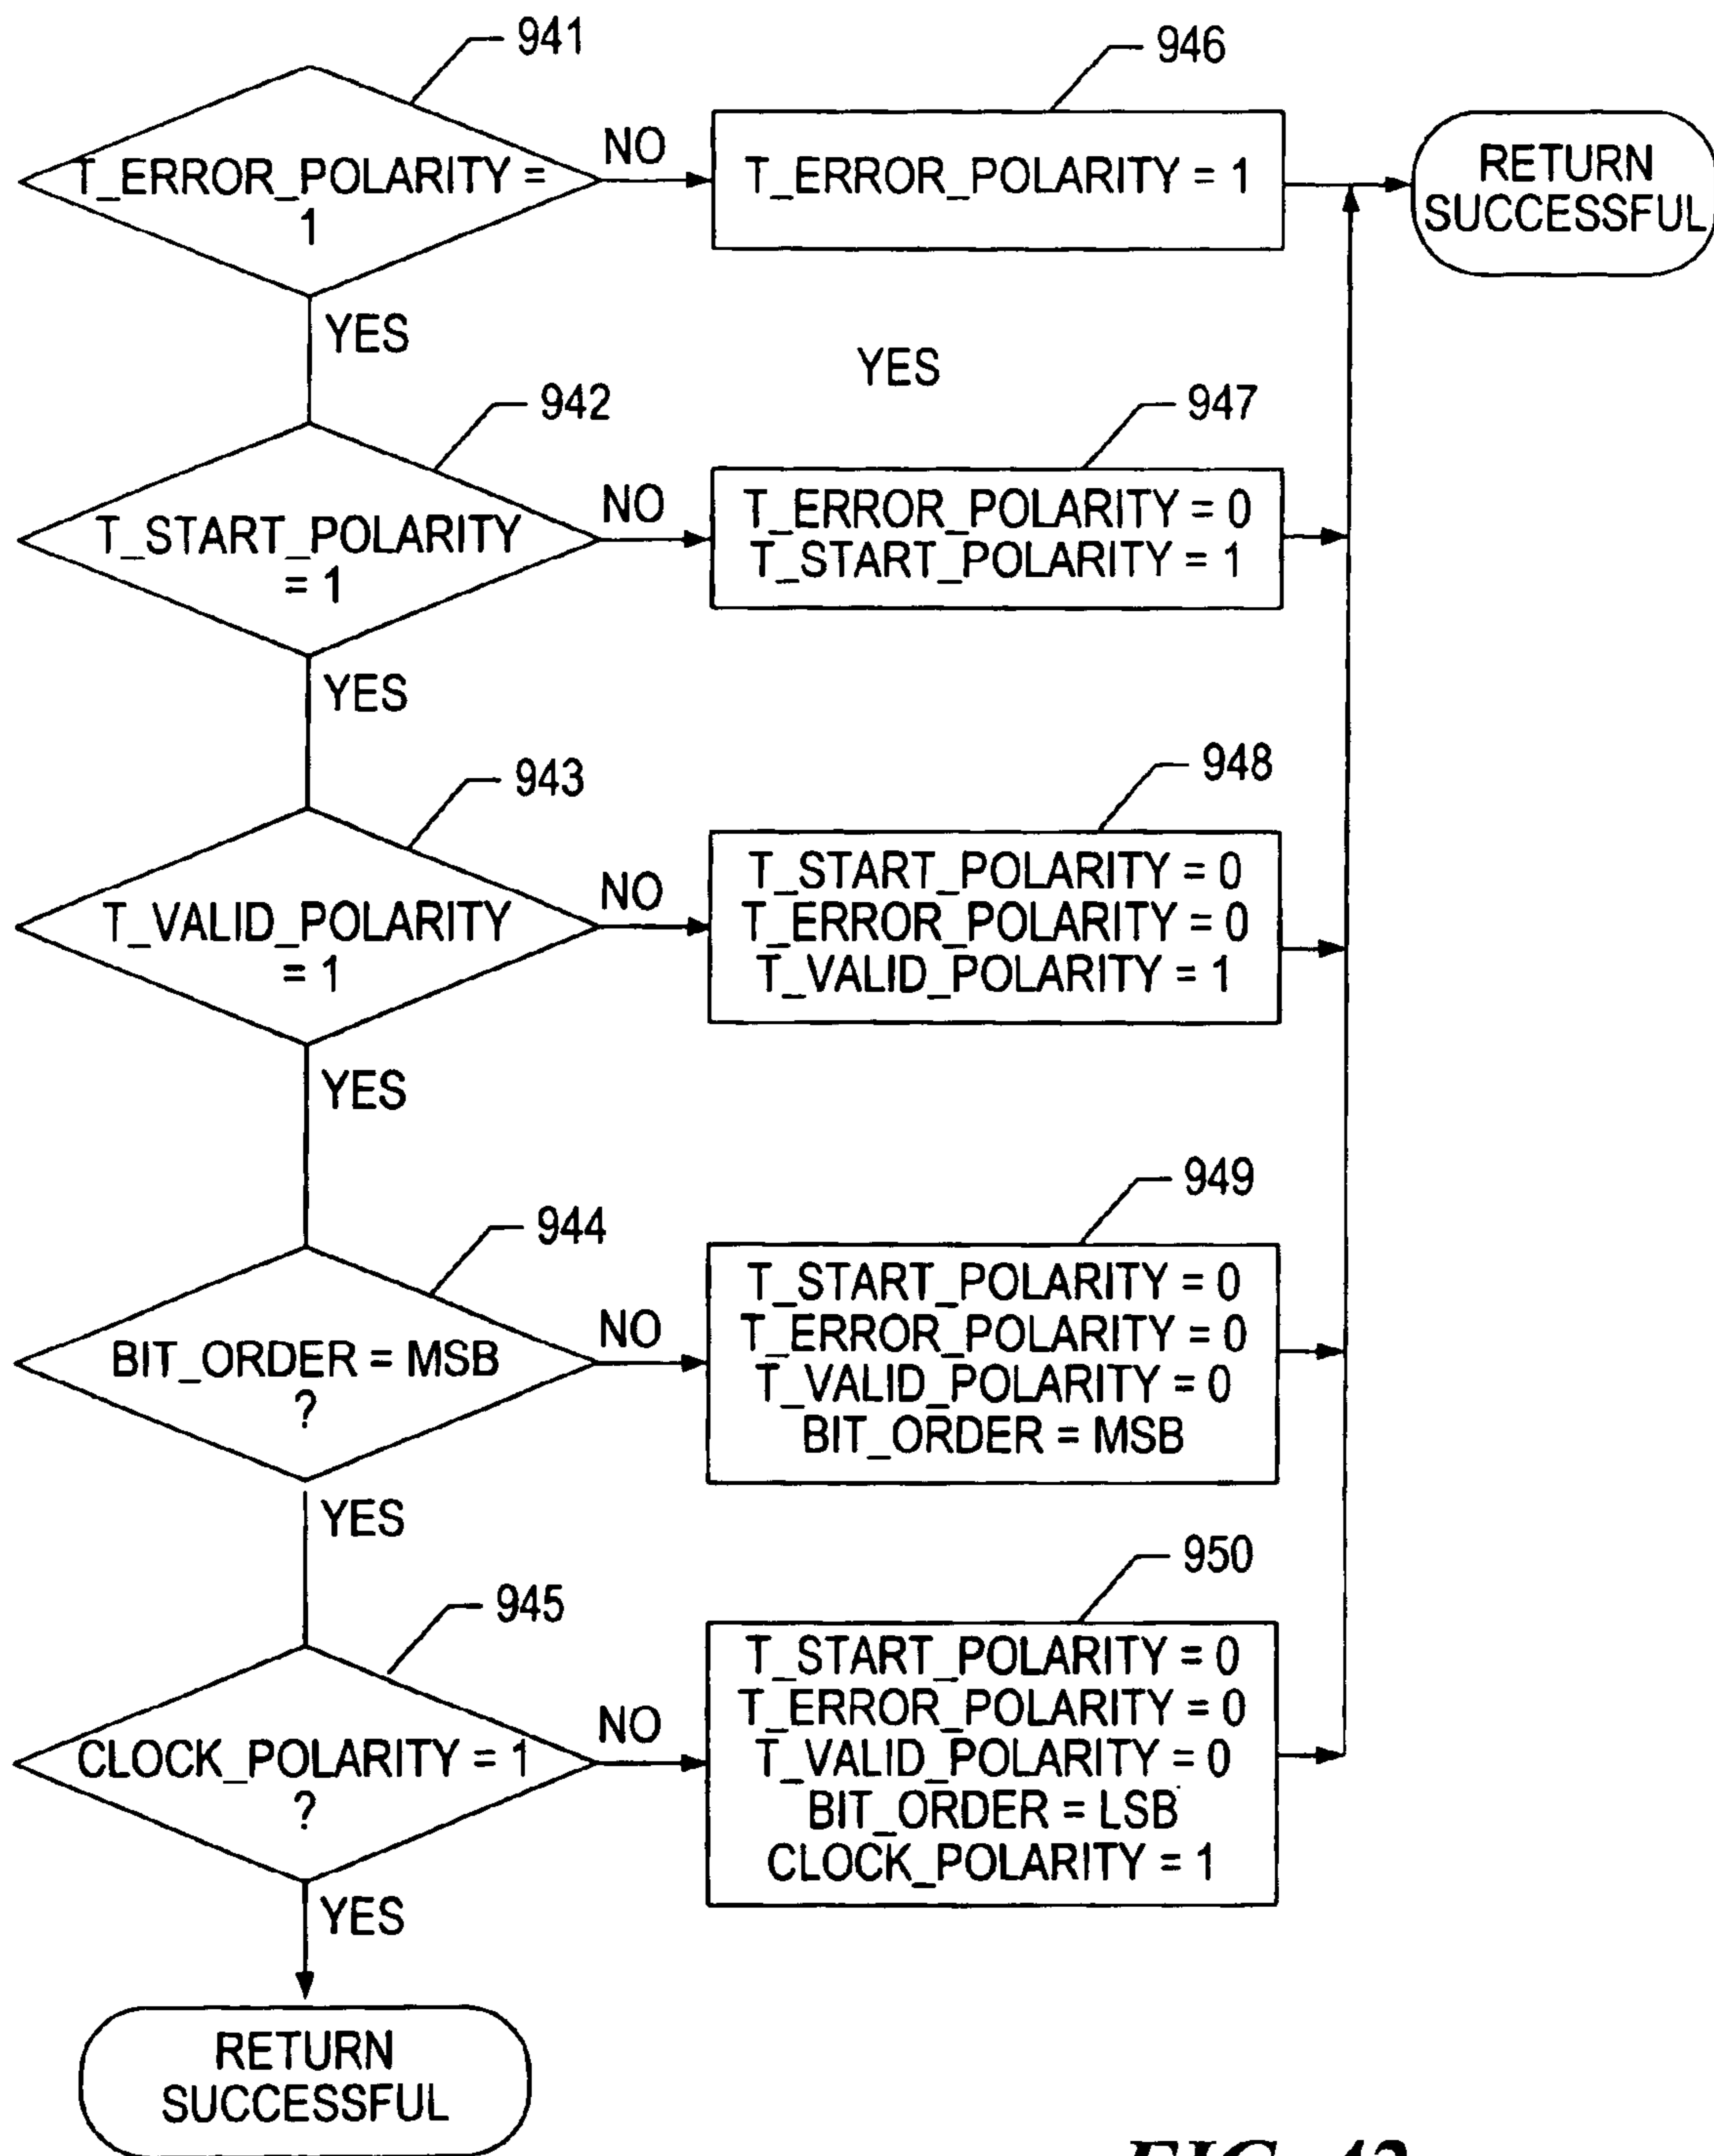 941
946
T_ERROR_POLARITY =
1
NO
T_ERROR_POLARITY = 1
RETURN
SUCCESSFUL
YES
YES
942
947
T_START_POLARITY
= 1
NO
T_ERROR_POLARITY = 0
T_START_POLARITY = 1
YES
943
948
T_VALID_POLARITY
= 1
NO
T_START_POLARITY = 0
T_ERROR_POLARITY = 0
T_VALID_POLARITY = 1
YES
944
949
BIT_ORDER = MSB
?
NO
T_START_POLARITY = 0
T_ERROR_POLARITY = 0
T_VALID_POLARITY = 0
BIT_ORDER = MSB
YES
945
950
CLOCK_POLARITY = 1
?
NO
T_START_POLARITY = 0
T_ERROR_POLARITY = 0
T_VALID_POLARITY = 0
BIT_ORDER = LSB
CLOCK_POLARITY = 1
YES
RETURN
SUCCESSFUL